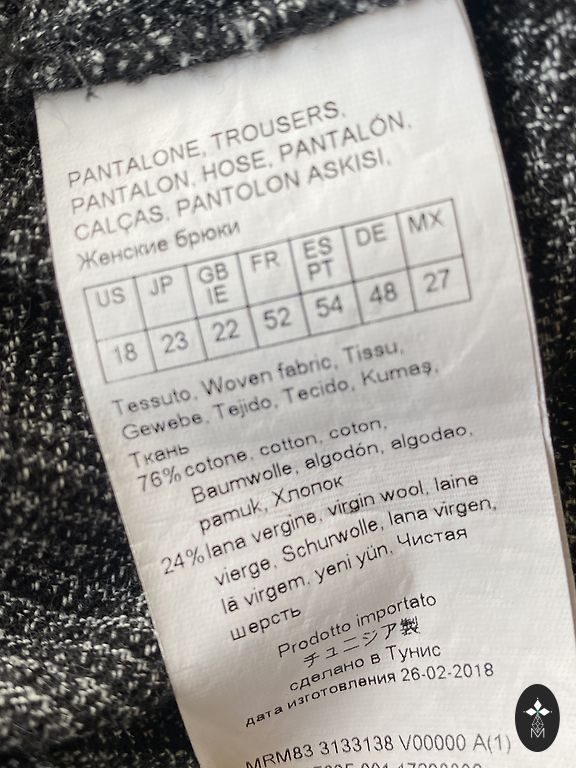 PANTALONE, TROUSERS,
PANTALON, HOSE, PANTALÓN,
CALÇAS, PANTOLON ASKISI,
Женские брюки
US JP GB IE FR ES PT DE MX
18 23 22 52 54 48 27
Tessuto, Woven fabric, Tissu,
Gewebe, Tejido, Tecido, Kumaş,
Ткань
76% cotone, cotton, coton,
Baumwolle, algodón, algodao,
pamuk, Хлопок
24% lana vergine, virgin wool, laine
vierge, Schurwolle, lana virgen,
lã virgem, yeni yün, Чистая
шерсть
Prodotto importato
チュニジア製
сделано в Тунис
дата изготовления 26-02-2018
MRM83 3133138 V00000 A(1)